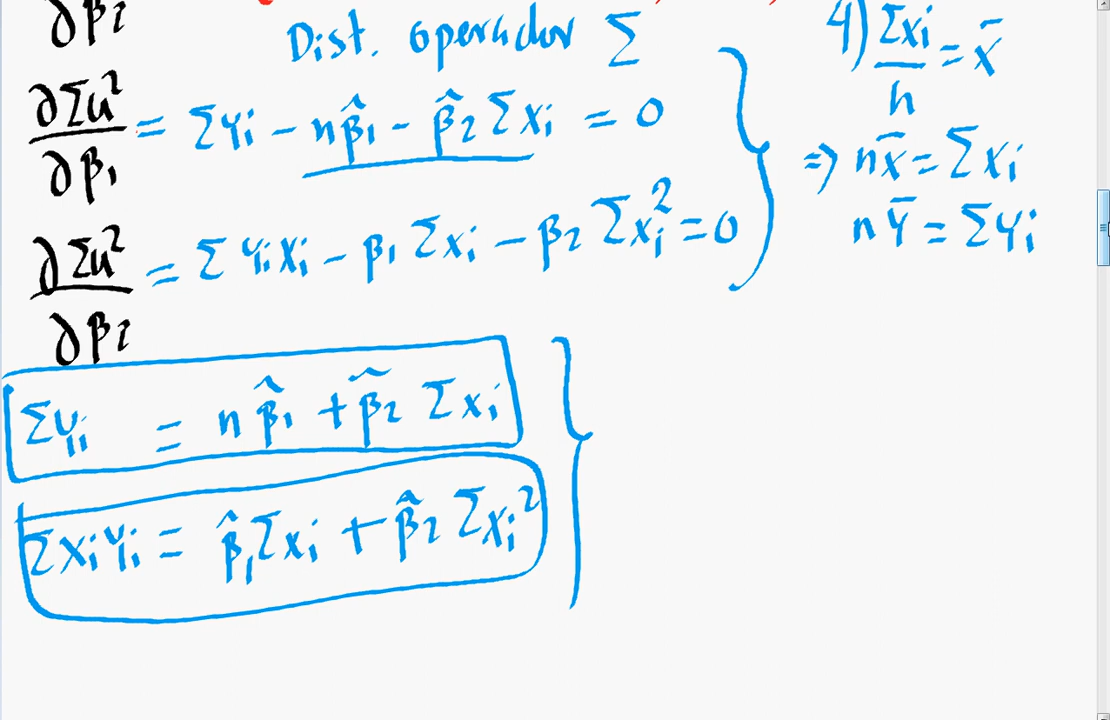 ∂β2
Dist. operador Σ
4) Σxi/n = x̄
∂Σu²/∂β1 = ΣYi - nβ̂1 - β̂2 Σxi = 0
⇒ nx̄ = Σxi
nȲ = ΣYi
∂Σu²/∂β2 = ΣYiXi - β1 Σxi - β2 Σxi² = 0
ΣYi = nβ̂1 + β̂2 Σxi
ΣxiYi = β̂1Σxi + β̂2 Σxi²